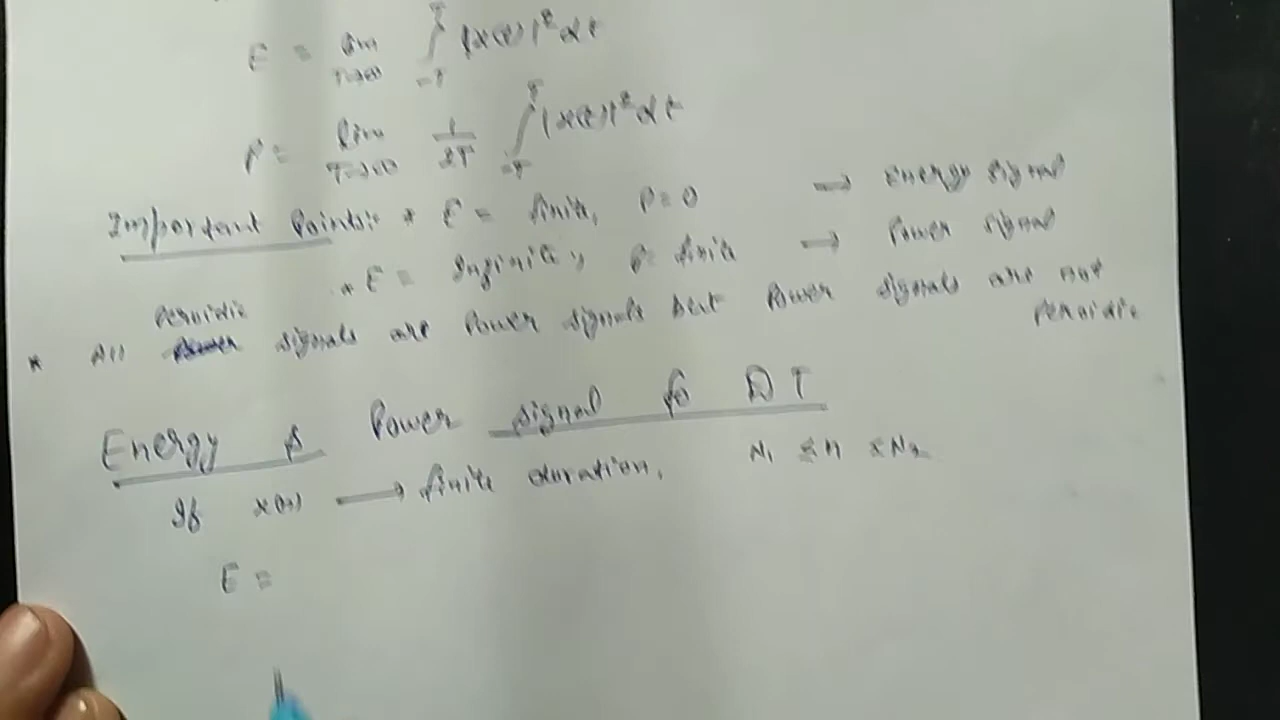 E = lim T→∞ ∫_{-T}^{T} |x(t)|² dt
P = lim T→∞ 1/2T ∫_{-T}^{T} |x(t)|² dt
Important Points: * E = finite, P=0 → Energy signal
* E = Infinite, P= finite → Power signal
* All Periodic signals are Power signals but Power signals are not Periodic
Energy & Power signal for DT
If x(n) → finite duration, N₁ ≤ n ≤ N₂
E =